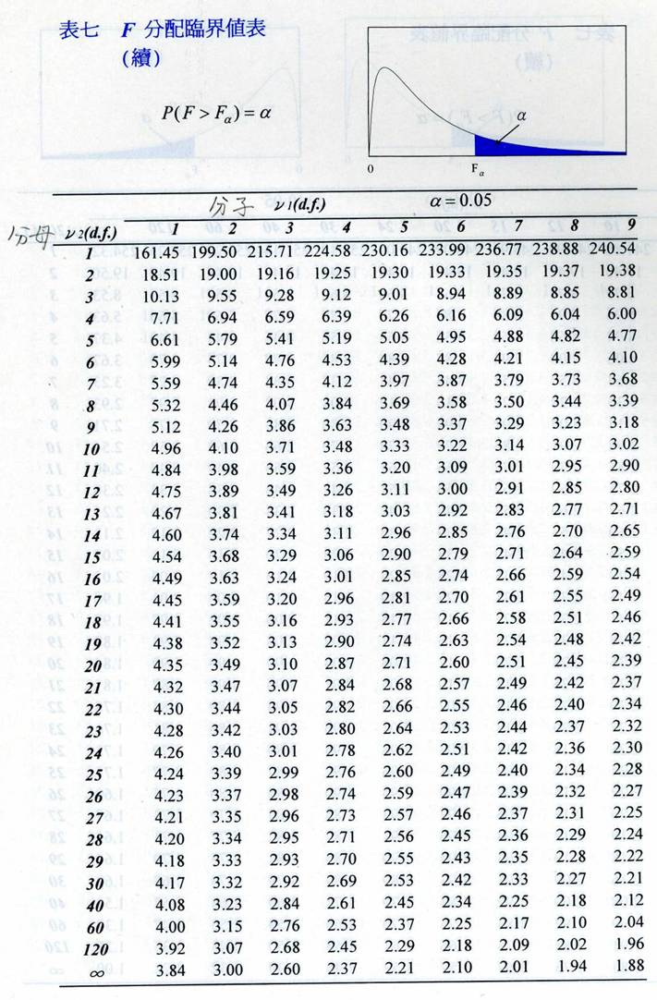 表七 F 分配臨界値表
(續)
P(F > Fα) = α
α
0 Fα 0
分子 ν1(d.f.) α = 0.05
分母 ν2(d.f.) 1 2 3 4 5 6 7 8 9
1 161.45 199.50 215.71 224.58 230.16 233.99 236.77 238.88 240.54
2 18.51 19.00 19.16 19.25 19.30 19.33 19.35 19.37 19.38
3 10.13 9.55 9.28 9.12 9.01 8.94 8.89 8.85 8.81
4 7.71 6.94 6.59 6.39 6.26 6.16 6.09 6.04 6.00
5 6.61 5.79 5.41 5.19 5.05 4.95 4.88 4.82 4.77
6 5.99 5.14 4.76 4.53 4.39 4.28 4.21 4.15 4.10
7 5.59 4.74 4.35 4.12 3.97 3.87 3.79 3.73 3.68
8 5.32 4.46 4.07 3.84 3.69 3.58 3.50 3.44 3.39
9 5.12 4.26 3.86 3.63 3.48 3.37 3.29 3.23 3.18
10 4.96 4.10 3.71 3.48 3.33 3.22 3.14 3.07 3.02
11 4.84 3.98 3.59 3.36 3.20 3.09 3.01 2.95 2.90
12 4.75 3.89 3.49 3.26 3.11 3.00 2.91 2.85 2.80
13 4.67 3.81 3.41 3.18 3.03 2.92 2.83 2.77 2.71
14 4.60 3.74 3.34 3.11 2.96 2.85 2.76 2.70 2.65
15 4.54 3.68 3.29 3.06 2.90 2.79 2.71 2.64 2.59
16 4.49 3.63 3.24 3.01 2.85 2.74 2.66 2.59 2.54
17 4.45 3.59 3.20 2.96 2.81 2.70 2.61 2.55 2.49
18 4.41 3.55 3.16 2.93 2.77 2.66 2.58 2.51 2.46
19 4.38 3.52 3.13 2.90 2.74 2.63 2.54 2.48 2.42
20 4.35 3.49 3.10 2.87 2.71 2.60 2.51 2.45 2.39
21 4.32 3.47 3.07 2.84 2.68 2.57 2.49 2.42 2.37
22 4.30 3.44 3.05 2.82 2.66 2.55 2.46 2.40 2.34
23 4.28 3.42 3.03 2.80 2.64 2.53 2.44 2.37 2.32
24 4.26 3.40 3.01 2.78 2.62 2.51 2.42 2.36 2.30
25 4.24 3.39 2.99 2.76 2.60 2.49 2.40 2.34 2.28
26 4.23 3.37 2.98 2.74 2.59 2.47 2.39 2.32 2.27
27 4.21 3.35 2.96 2.73 2.57 2.46 2.37 2.31 2.25
28 4.20 3.34 2.95 2.71 2.56 2.45 2.36 2.29 2.24
29 4.18 3.33 2.93 2.70 2.55 2.43 2.35 2.28 2.22
30 4.17 3.32 2.92 2.69 2.53 2.42 2.33 2.27 2.21
40 4.08 3.23 2.84 2.61 2.45 2.34 2.25 2.18 2.12
60 4.00 3.15 2.76 2.53 2.37 2.25 2.17 2.10 2.04
120 3.92 3.07 2.68 2.45 2.29 2.18 2.09 2.02 1.96
∞ 3.84 3.00 2.60 2.37 2.21 2.10 2.01 1.94 1.88